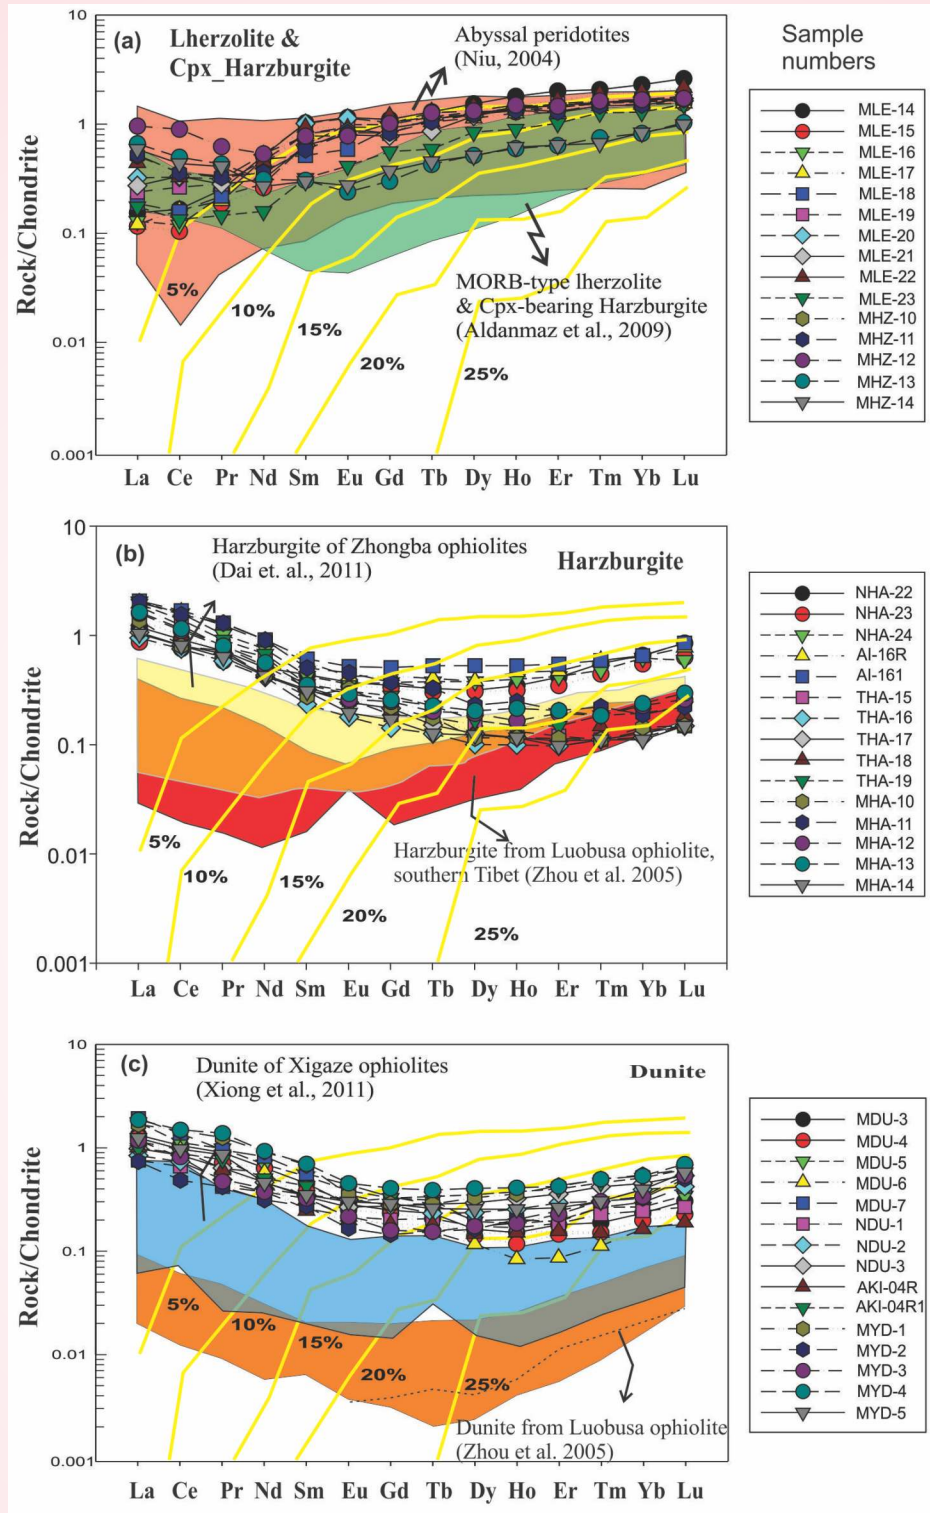 10
(a)
Lherzolite &
Cpx_Harzburgite
Abyssal peridotites
(Niu, 2004)
1
0.1
0.01
0.001
Rock/Chondrite
5%
10%
15%
20%
25%
MORB-type lherzolite
& Cpx-bearing Harzburgite
(Aldanmaz et al., 2009)
La Ce Pr Nd Sm Eu Gd Tb Dy Ho Er Tm Yb Lu
Sample
numbers
MLE-14
MLE-15
MLE-16
MLE-17
MLE-18
MLE-19
MLE-20
MLE-21
MLE-22
MLE-23
MHZ-10
MHZ-11
MHZ-12
MHZ-13
MHZ-14
10
(b)
Harzburgite of Zhongba ophiolites
(Dai et. al., 2011)
Harzburgite
1
0.1
0.01
0.001
Rock/Chondrite
5%
10%
15%
20%
25%
Harzburgite from Luobusa ophiolite,
southern Tibet (Zhou et al. 2005)
La Ce Pr Nd Sm Eu Gd Tb Dy Ho Er Tm Yb Lu
NHA-22
NHA-23
NHA-24
AI-16R
AI-161
THA-15
THA-16
THA-17
THA-18
THA-19
MHA-10
MHA-11
MHA-12
MHA-13
MHA-14
10
(c)
Dunite of Xigaze ophiolites
(Xiong et al., 2011)
Dunite
1
0.1
0.01
0.001
Rock/Chondrite
5%
10%
15%
20%
25%
Dunite from Luobusa ophiolite
(Zhou et al. 2005)
La Ce Pr Nd Sm Eu Gd Tb Dy Ho Er Tm Yb Lu
MDU-3
MDU-4
MDU-5
MDU-6
MDU-7
NDU-1
NDU-2
NDU-3
AKI-04R
AKI-04R1
MYD-1
MYD-2
MYD-3
MYD-4
MYD-5